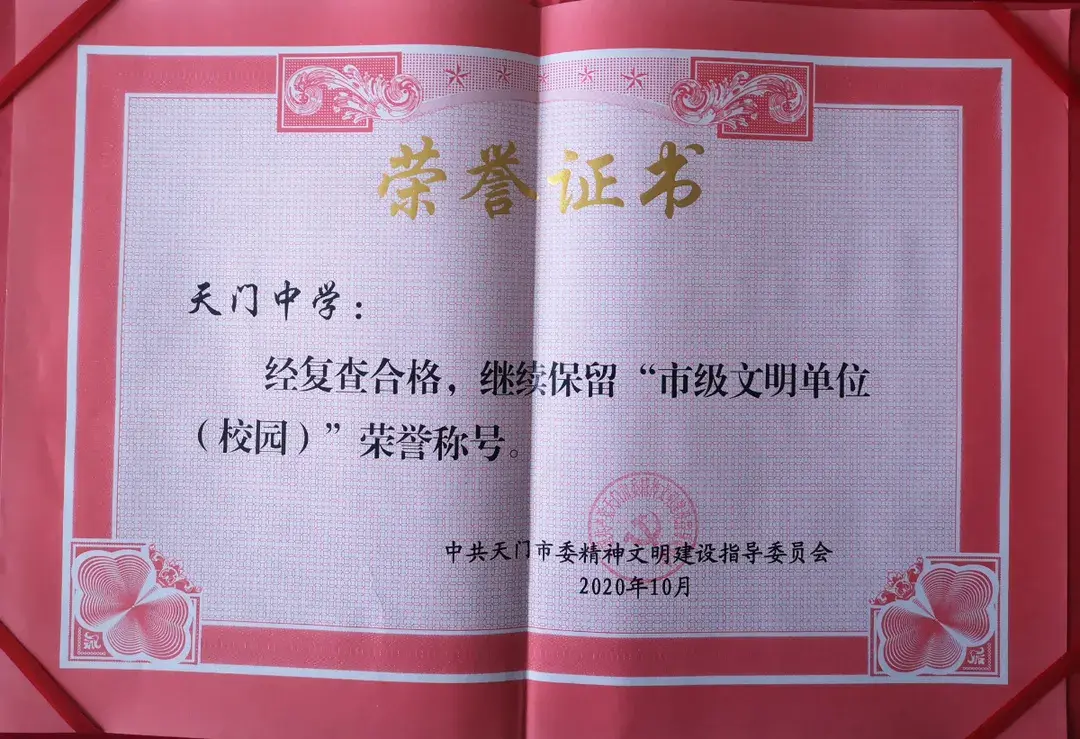 荣誉证书
天门中学：
经复查合格，继续保留“市级文明单位
（校园）”荣誉称号。
中共天门市委精神文明建设指导委员会
2020年10月